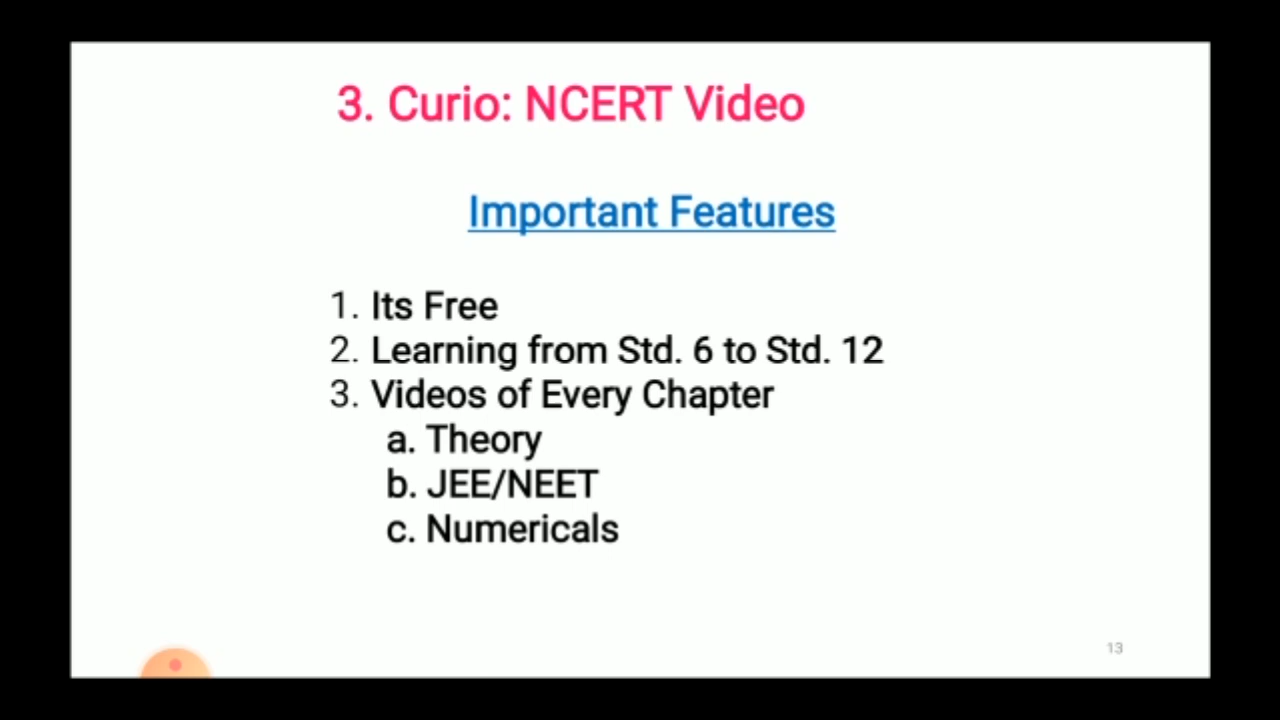 3. Curio: NCERT Video
Important Features
1. Its Free
2. Learning from Std. 6 to Std. 12
3. Videos of Every Chapter
a. Theory
b. JEE/NEET
c. Numericals
13